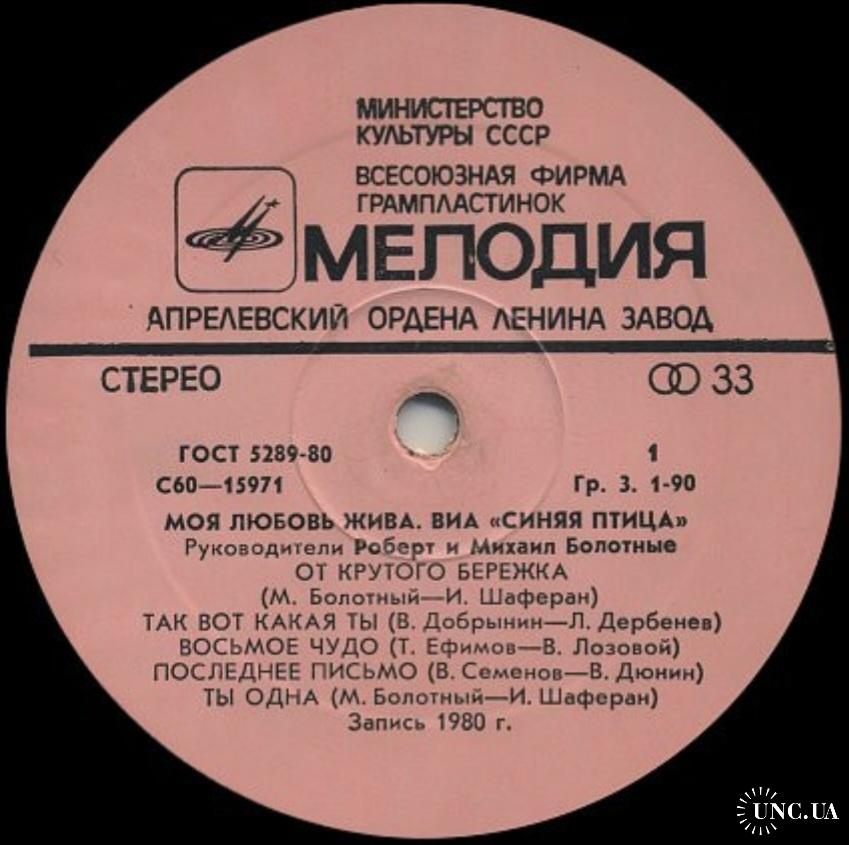 МИНИСТЕРСТВО
КУЛЬТУРЫ СССР
ВСЕСОЮЗНАЯ ФИРМА
ГРАМПЛАСТИНОК
МЕЛОДИЯ
АПРЕЛЕВСКИЙ ОРДЕНА ЛЕНИНА ЗАВОД
СТЕРЕО 33
ГОСТ 5289-80 1
С60—15971 Гр. 3. 1-90
МОЯ ЛЮБОВЬ ЖИВА. ВИА «СИНЯЯ ПТИЦА»
Руководители Роберт и Михаил Болотные
ОТ КРУТОГО БЕРЕЖКА
(М. Болотный—И. Шаферан)
ТАК ВОТ КАКАЯ ТЫ (В. Добрынин—Л. Дербенев)
ВОСЬМОЕ ЧУДО (Т. Ефимов—В. Лозовой)
ПОСЛЕДНЕЕ ПИСЬМО (В. Семенов—В. Дюнин)
ТЫ ОДНА (М. Болотный—И. Шаферан)
Запись 1980 г.
UNC.UA